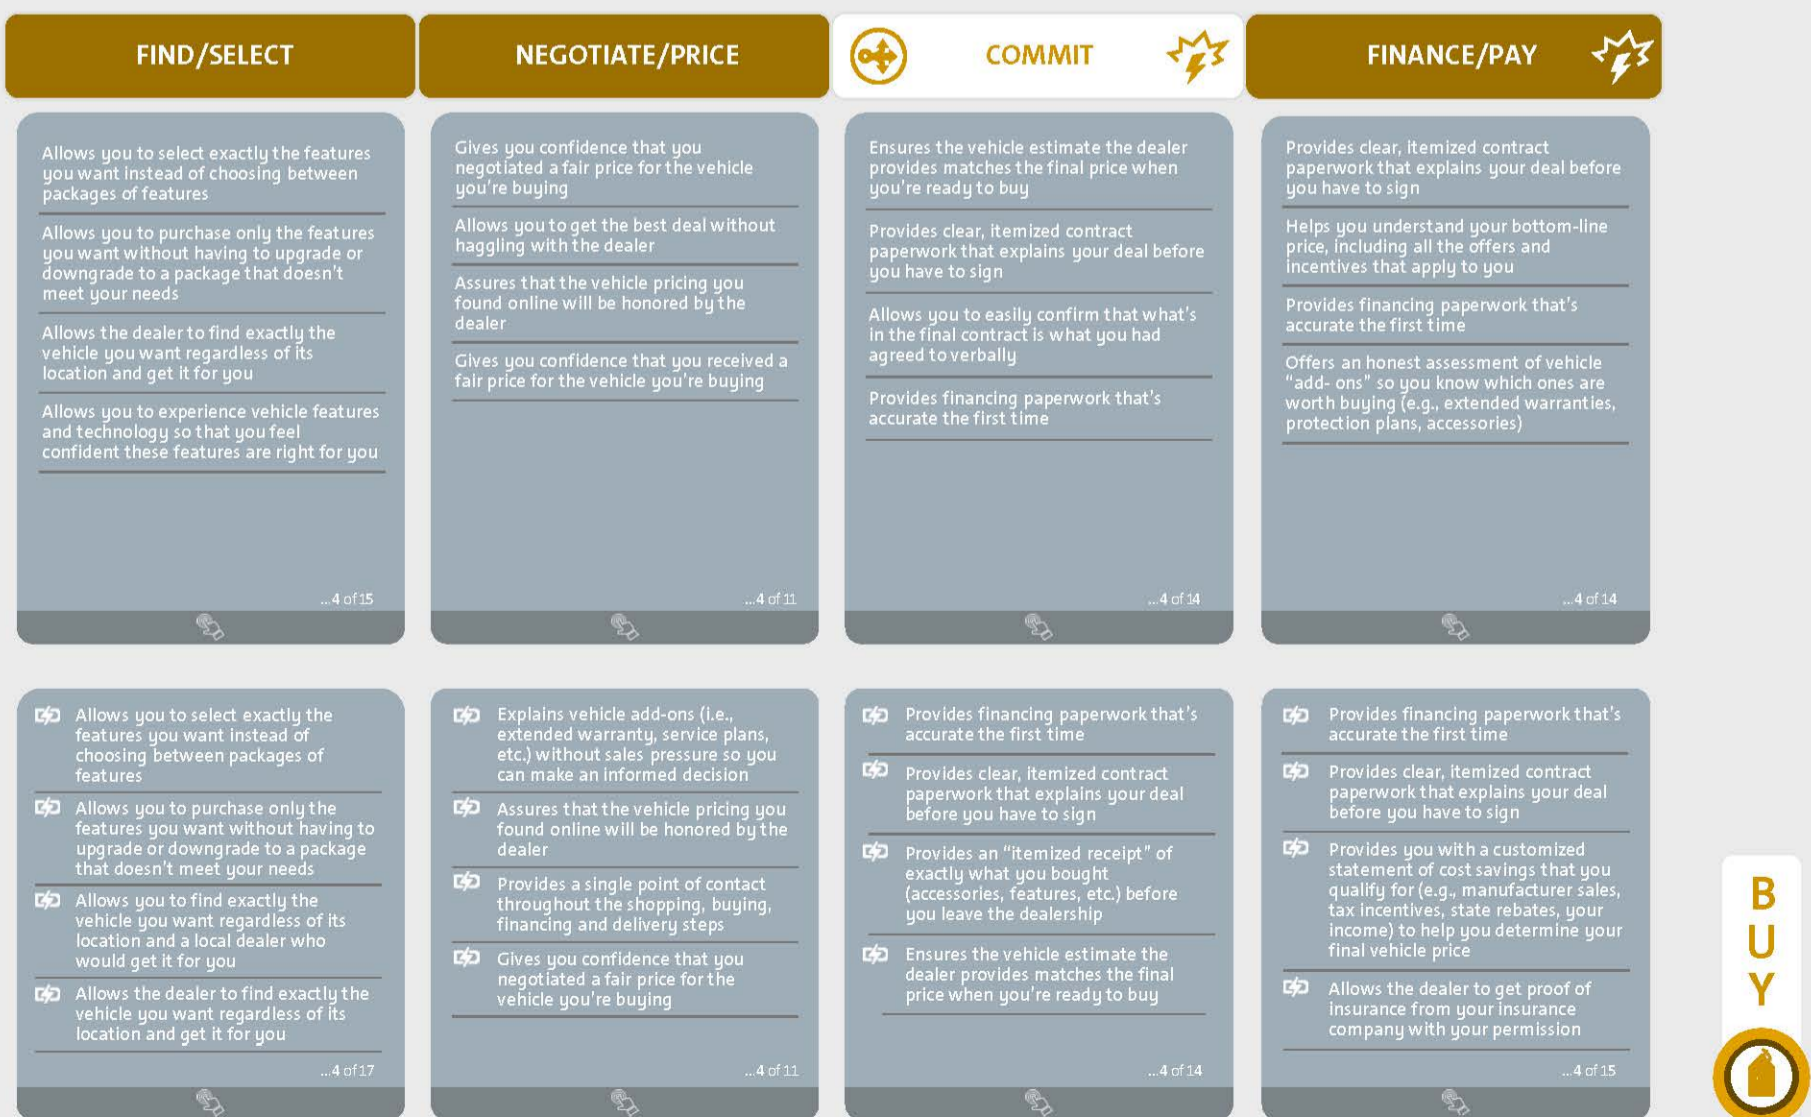 FIND/SELECT
NEGOTIATE/PRICE
COMMIT
FINANCE/PAY
Allows you to select exactly the features
you want instead of choosing between
packages of features
Allows you to purchase only the features
you want without having to upgrade or
downgrade to a package that doesn't
meet your needs
Allows the dealer to find exactly the
vehicle you want regardless of its
location and get it for you
Allows you to experience vehicle features
and technology so that you feel
confident these features are right for you
...4 of 15
Gives you confidence that you
negotiated a fair price for the vehicle
you're buying
Allows you to get the best deal without
haggling with the dealer
Assures that the vehicle pricing you
found online will be honored by the
dealer
Gives you confidence that you received a
fair price for the vehicle you're buying
...4 of 11
Ensures the vehicle estimate the dealer
provides matches the final price when
you're ready to buy
Provides clear, itemized contract
paperwork that explains your deal before
you have to sign
Allows you to easily confirm that what's
in the final contract is what you had
agreed to verbally
Provides financing paperwork that's
accurate the first time
...4 of 14
Provides clear, itemized contract
paperwork that explains your deal before
you have to sign
Helps you understand your bottom-line
price, including all the offers and
incentives that apply to you
Provides financing paperwork that's
accurate the first time
Offers an honest assessment of vehicle
"add- ons" so you know which ones are
worth buying (e.g., extended warranties,
protection plans, accessories)
...4 of 14
Allows you to select exactly the
features you want instead of
choosing between packages of
features
Allows you to purchase only the
features you want without having to
upgrade or downgrade to a package
that doesn't meet your needs
Allows you to find exactly the
vehicle you want regardless of its
location and a local dealer who
would get it for you
Allows the dealer to find exactly the
vehicle you want regardless of its
location and get it for you
...4 of 17
Explains vehicle add-ons (i.e.,
extended warranty, service plans,
etc.) without sales pressure so you
can make an informed decision
Assures that the vehicle pricing you
found online will be honored by the
dealer
Provides a single point of contact
throughout the shopping, buying,
financing and delivery steps
Gives you confidence that you
negotiated a fair price for the
vehicle you're buying
...4 of 11
Provides financing paperwork that's
accurate the first time
Provides clear, itemized contract
paperwork that explains your deal
before you have to sign
Provides an "itemized receipt" of
exactly what you bought
(accessories, features, etc.) before
you leave the dealership
Ensures the vehicle estimate the
dealer provides matches the final
price when you're ready to buy
...4 of 14
Provides financing paperwork that's
accurate the first time
Provides clear, itemized contract
paperwork that explains your deal
before you have to sign
Provides you with a customized
statement of cost savings that you
qualify for (e.g., manufacturer sales,
tax incentives, state rebates, your
income) to help you determine your
final vehicle price
Allows the dealer to get proof of
insurance from your insurance
company with your permission
...4 of 15
B
U
Y